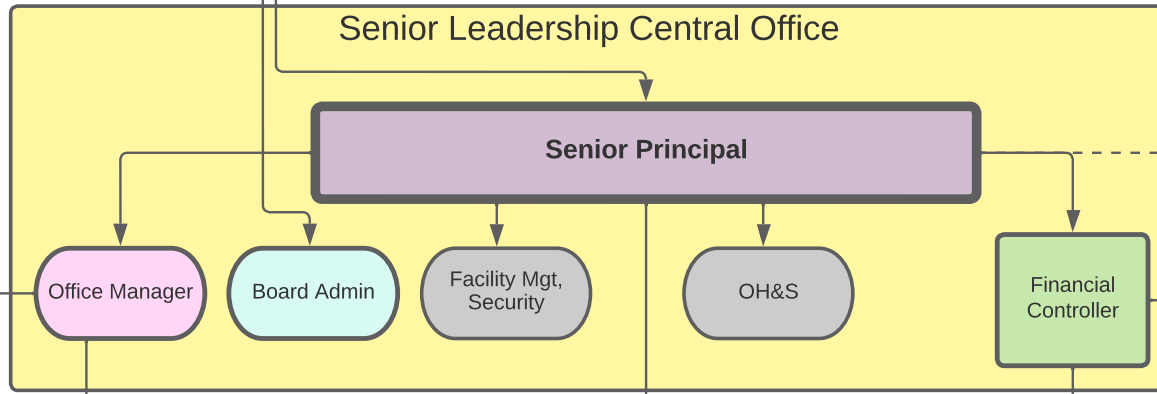 Senior Leadership Central Office
Senior Principal
Office Manager
Board Admin
Facility Mgt,
Security
OH&S
Financial
Controller